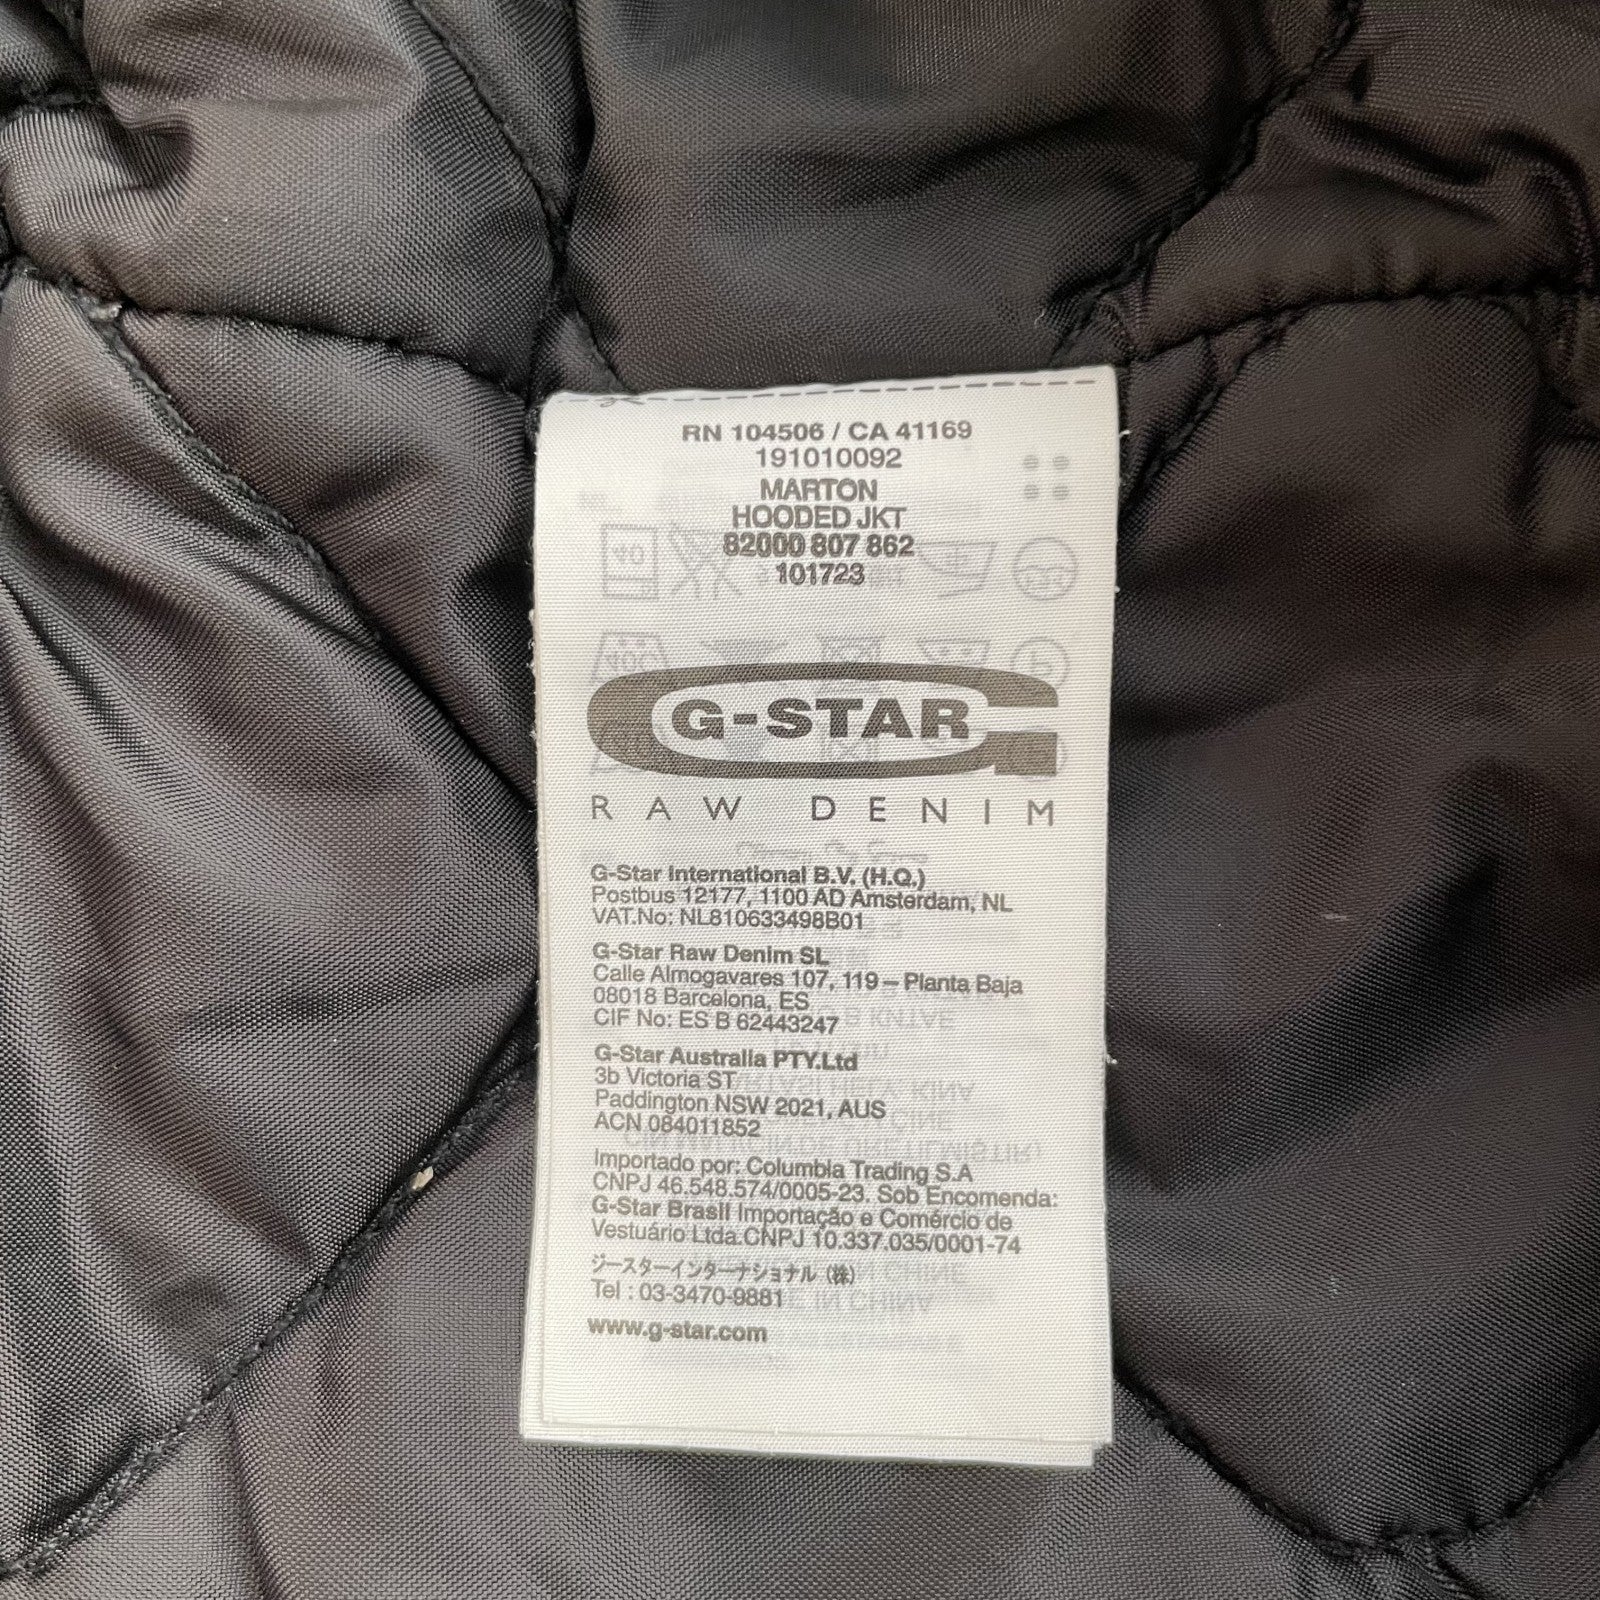 RN 104506 / CA 41169
191010092
MARTON
HOODED JKT
82000 807 862
101723
G-STAR
RAW DENIM
G-Star International B.V. (H.Q.)
Postbus 12177, 1100 AD Amsterdam, NL
VAT.No: NL810633498B01
G-Star Raw Denim SL
Calle Almogavares 107, 119 – Planta Baja
08018 Barcelona, ES
CIF No: ES B 62443247
G-Star Australia PTY.Ltd
3b Victoria ST
Paddington NSW 2021, AUS
ACN 084011852
Importado por: Columbia Trading S.A
CNPJ 46.548.574/0005-23. Sob Encomenda:
G-Star Brasil Importação e Comércio de
Vestuário Ltda.CNPJ 10.337.035/0001-74
ジースターインターナショナル (株)
Tel : 03-3470-9881
www.g-star.com